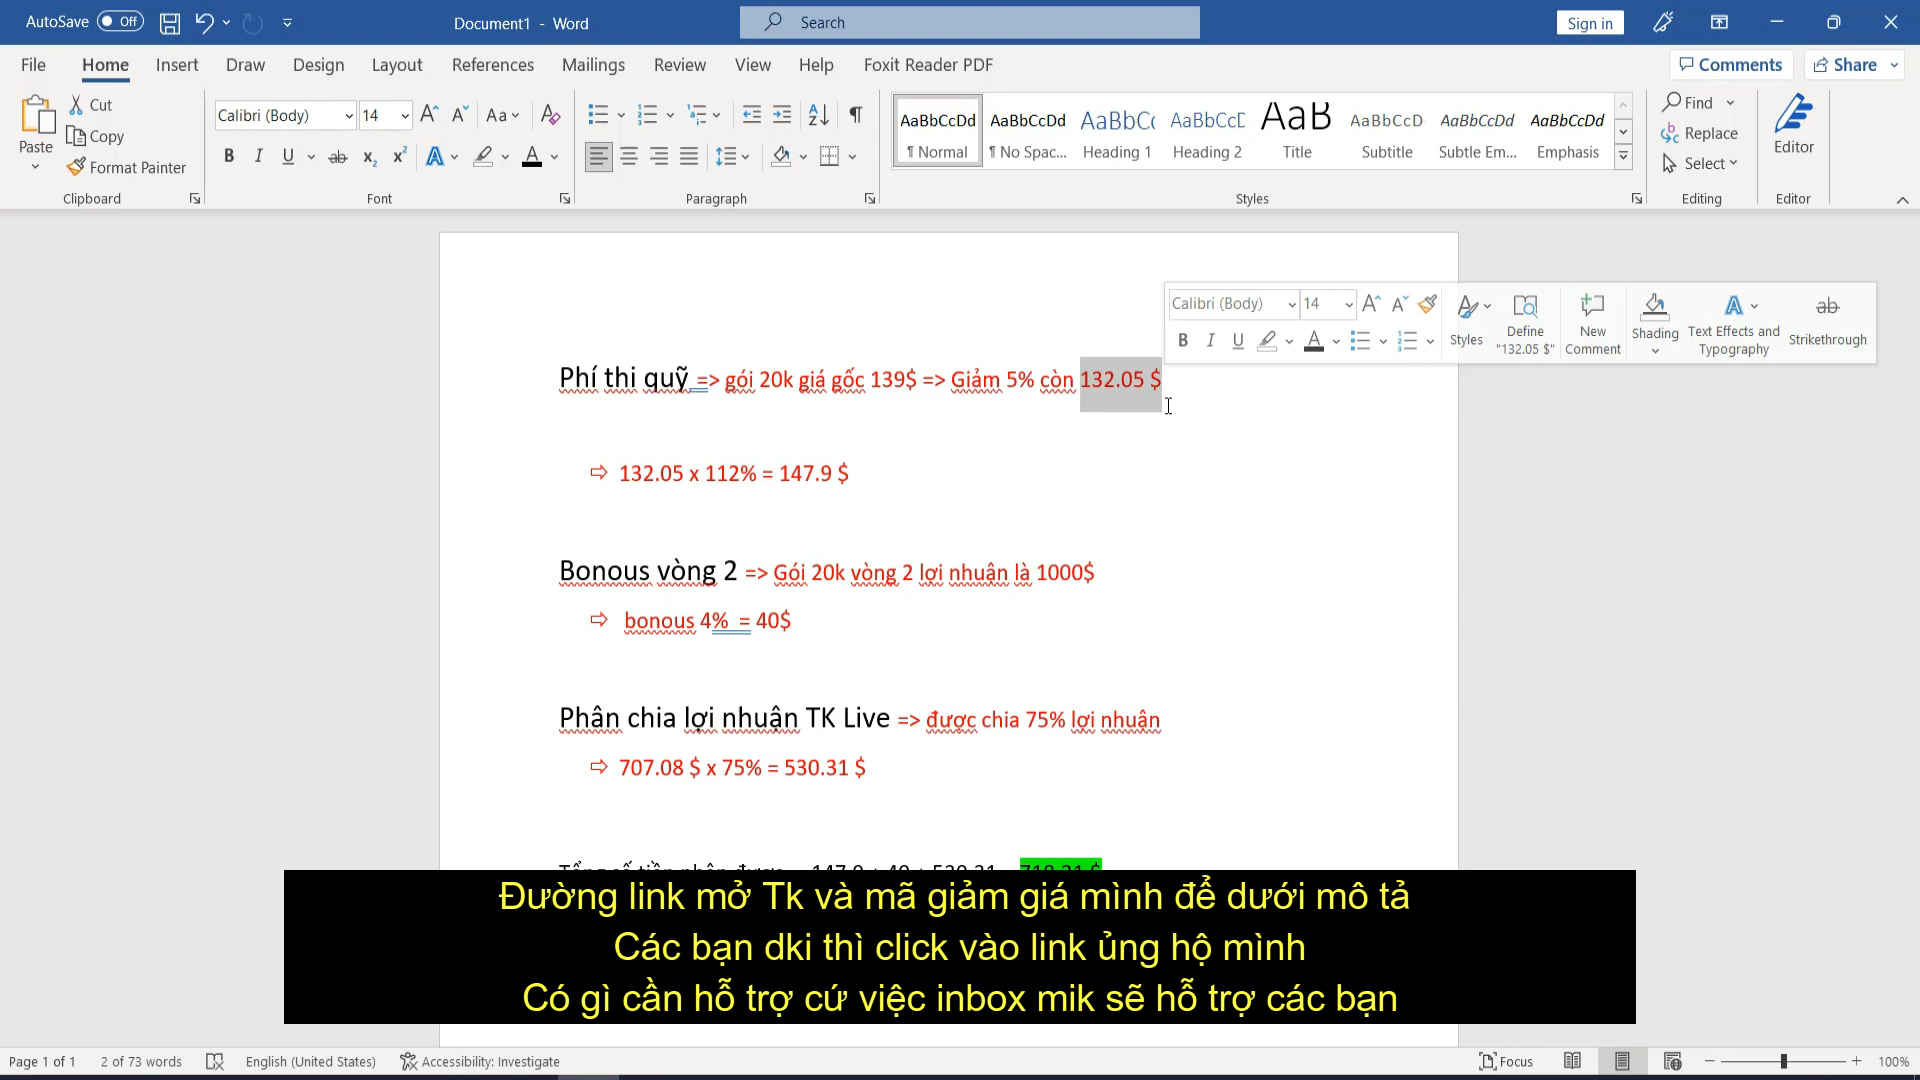 AutoSave Off Document1 - Word Search Sign in
File Home Insert Draw Design Layout References Mailings Review View Help Foxit Reader PDF Comments Share
Paste Cut Copy Format Painter
Calibri (Body) 14
AaBbCcDd AaBbCcDd AaBbCc AaBbCcE AaB AaBbCcD AaBbCcDd AaBbCcDd
¶ Normal ¶ No Spac... Heading 1 Heading 2 Title Subtitle Subtle Em... Emphasis
Find Replace Select
Editor
Clipboard Font Paragraph Styles Editing Editor
Calibri (Body) 14
Styles Define "132.05 $" New Comment Shading Text Effects and Typography Strikethrough
Phí thi quỹ => gói 20k giá gốc 139$ => Giảm 5% còn 132.05 $
⇨ 132.05 x 112% = 147.9 $
Bonous vòng 2 => Gói 20k vòng 2 lợi nhuận là 1000$
⇨ bonous 4% = 40$
Phân chia lợi nhuận TK Live => được chia 75% lợi nhuận
⇨ 707.08 $ x 75% = 530.31 $
Đường link mở Tk và mã giảm giá mình để dưới mô tả
Các bạn dki thì click vào link ủng hộ mình
Có gì cần hỗ trợ cứ việc inbox mik sẽ hỗ trợ các bạn
Page 1 of 1 2 of 73 words English (United States) Accessibility: Investigate Focus 100%